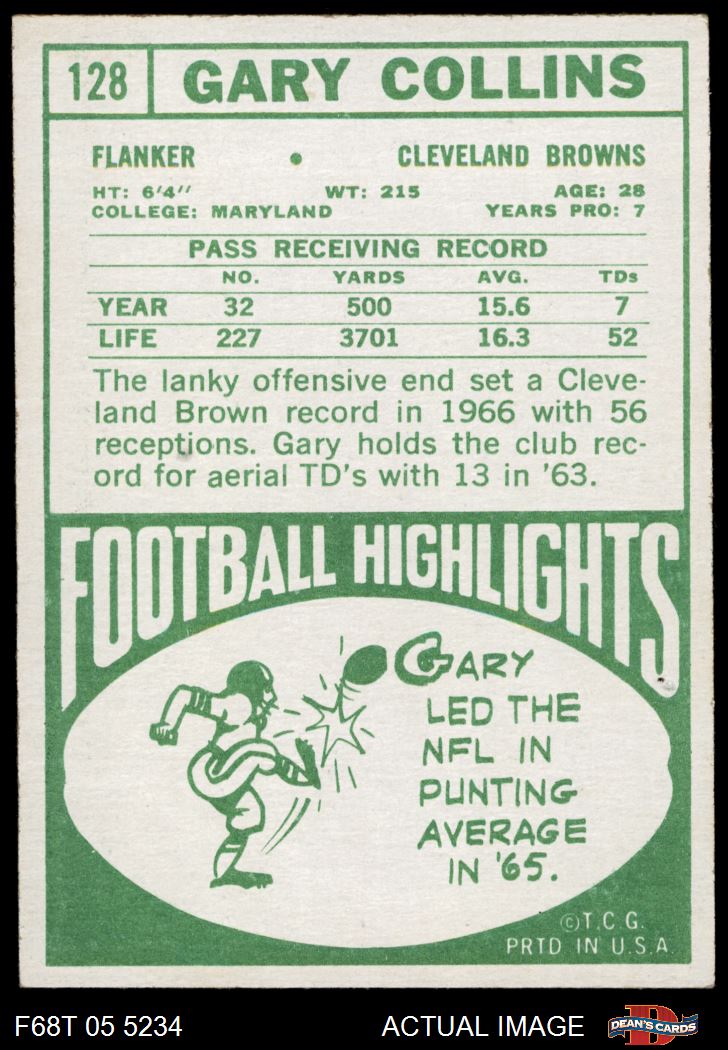 128 GARY COLLINS
FLANKER • CLEVELAND BROWNS
HT: 6'4" WT: 215 AGE: 28
COLLEGE: MARYLAND YEARS PRO: 7
PASS RECEIVING RECORD
NO. YARDS AVG. TDs
YEAR 32 500 15.6 7
LIFE 227 3701 16.3 52
The lanky offensive end set a Cleve-
land Brown record in 1966 with 56
receptions. Gary holds the club rec-
ord for aerial TD's with 13 in '63.
FOOTBALL HIGHLIGHTS
GARY
LED THE
NFL IN
PUNTING
AVERAGE
IN '65.
©T.C.G.
PRTD IN U.S.A.
F68T 05 5234 ACTUAL IMAGE D DEAN'S CARDS